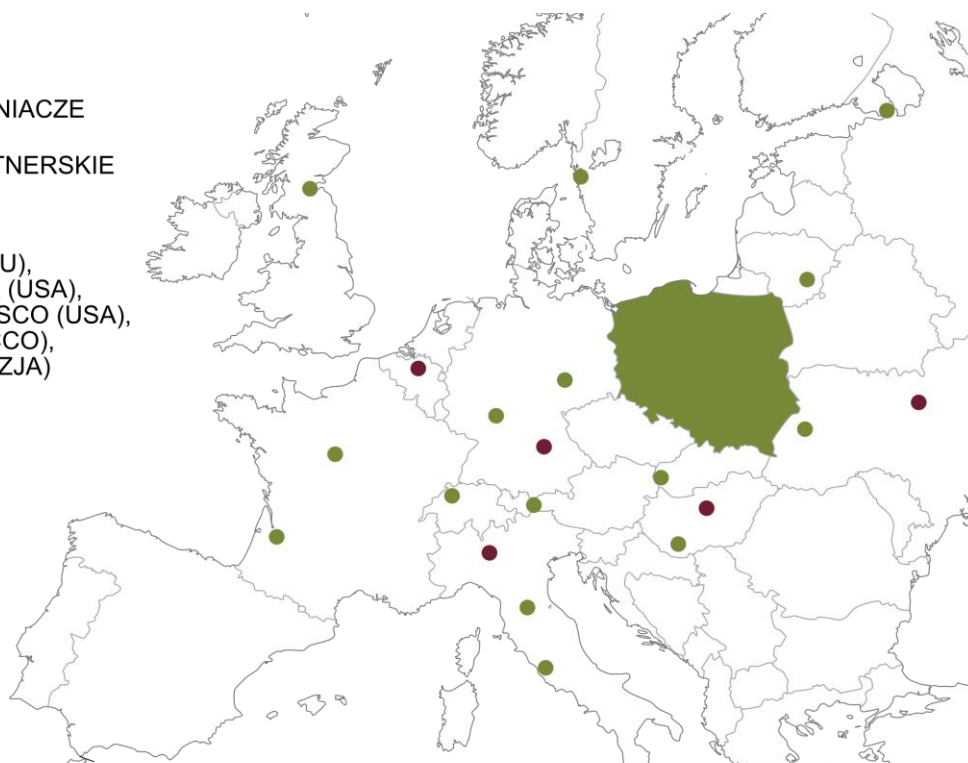 NIACZE
TNERSKIE
U),
(USA),
SCO (USA),
CO),
ZJA)